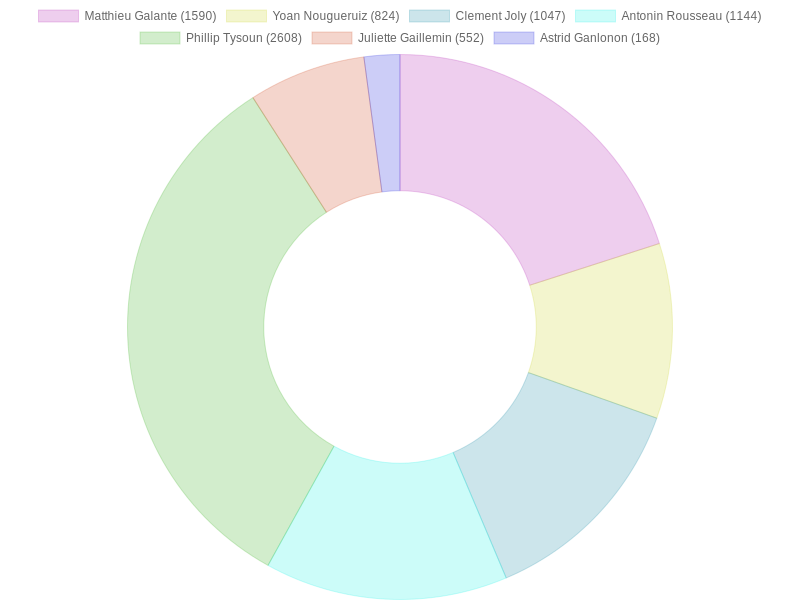 Matthieu Galante (1590) Yoan Nougueruiz (824) Clement Joly (1047) Antonin Rousseau (1144)
Phillip Tysoun (2608) Juliette Gaillemin (552) Astrid Ganlonon (168)